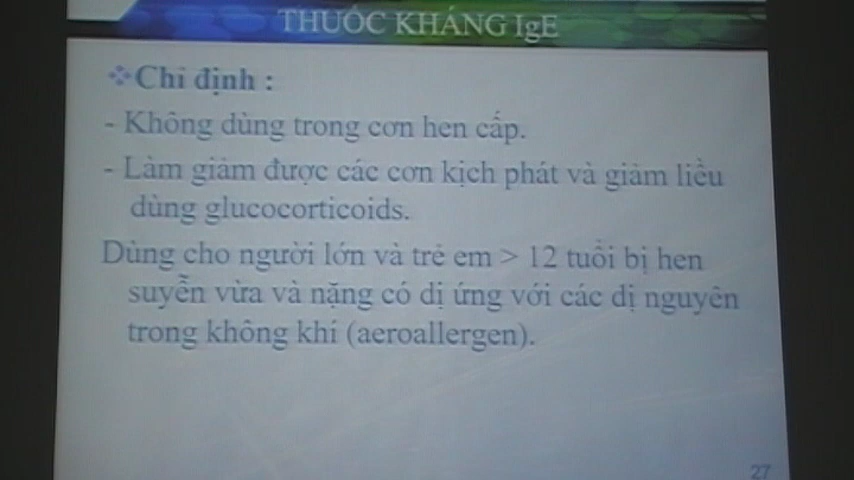 THUỐC KHÁNG IgE
Chỉ định :
- Không dùng trong cơn hen cấp.
- Làm giảm được các cơn kịch phát và giảm liều
dùng glucocorticoids.
Dùng cho người lớn và trẻ em > 12 tuổi bị hen
suyễn vừa và nặng có dị ứng với các dị nguyên
trong không khí (aeroallergen).
27